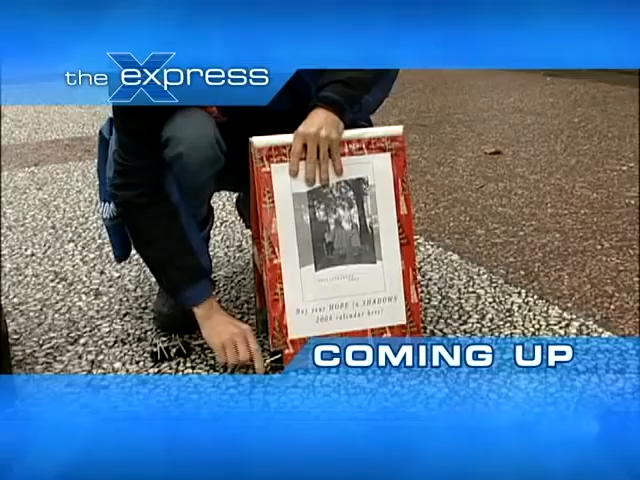 the express
Buy your HOPE in SHADOWS
2004 calendar here!
COMING UP